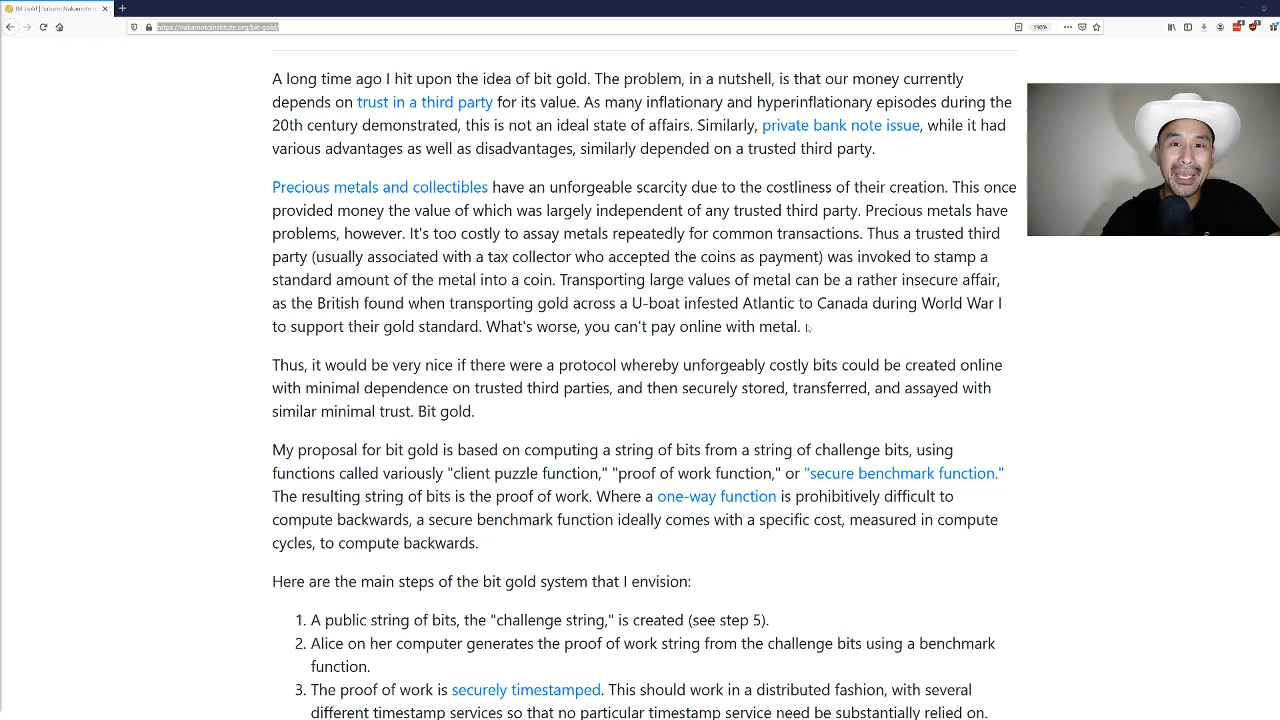 Bit Gold | Satoshi Nakamoto In
https://nakamotoinstitute.org/bit-gold/
190%
A long time ago I hit upon the idea of bit gold. The problem, in a nutshell, is that our money currently
depends on trust in a third party for its value. As many inflationary and hyperinflationary episodes during the
20th century demonstrated, this is not an ideal state of affairs. Similarly, private bank note issue, while it had
various advantages as well as disadvantages, similarly depended on a trusted third party.
Precious metals and collectibles have an unforgeable scarcity due to the costliness of their creation. This once
provided money the value of which was largely independent of any trusted third party. Precious metals have
problems, however. It's too costly to assay metals repeatedly for common transactions. Thus a trusted third
party (usually associated with a tax collector who accepted the coins as payment) was invoked to stamp a
standard amount of the metal into a coin. Transporting large values of metal can be a rather insecure affair,
as the British found when transporting gold across a U-boat infested Atlantic to Canada during World War I
to support their gold standard. What's worse, you can't pay online with metal.
Thus, it would be very nice if there were a protocol whereby unforgeably costly bits could be created online
with minimal dependence on trusted third parties, and then securely stored, transferred, and assayed with
similar minimal trust. Bit gold.
My proposal for bit gold is based on computing a string of bits from a string of challenge bits, using
functions called variously "client puzzle function," "proof of work function," or "secure benchmark function."
The resulting string of bits is the proof of work. Where a one-way function is prohibitively difficult to
compute backwards, a secure benchmark function ideally comes with a specific cost, measured in compute
cycles, to compute backwards.
Here are the main steps of the bit gold system that I envision:
1. A public string of bits, the "challenge string," is created (see step 5).
2. Alice on her computer generates the proof of work string from the challenge bits using a benchmark
function.
3. The proof of work is securely timestamped. This should work in a distributed fashion, with several
different timestamp services so that no particular timestamp service need be substantially relied on.